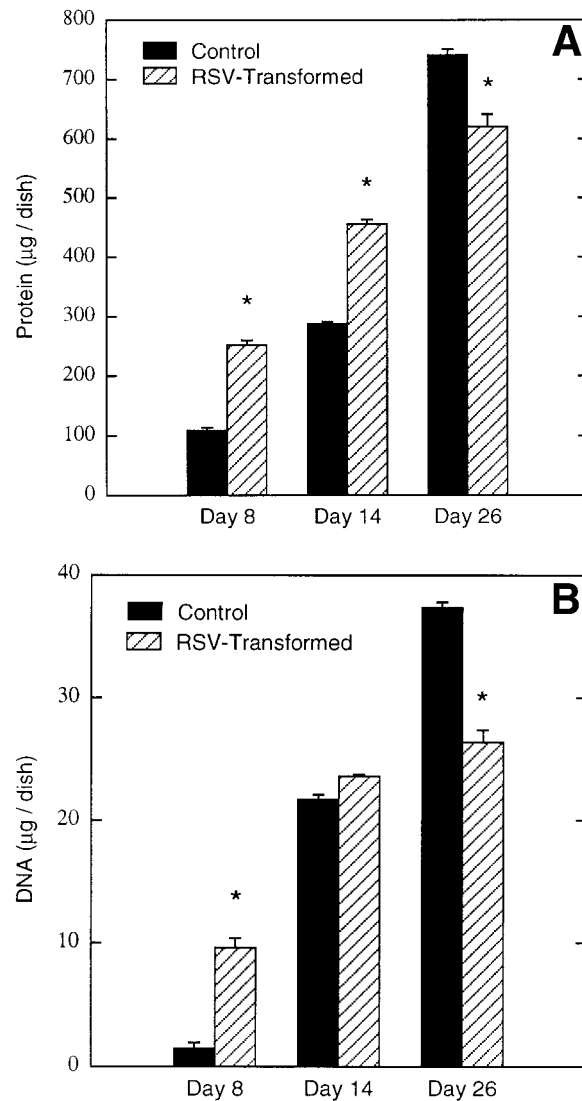 A
Control
RSV-Transformed
800
700
600
500
400
300
200
100
0
Protein (µg / dish)
*
*
*
Day 8 Day 14 Day 26
B
Control
RSV-Transformed
40
30
20
10
0
DNA (µg / dish)
*
*
Day 8 Day 14 Day 26